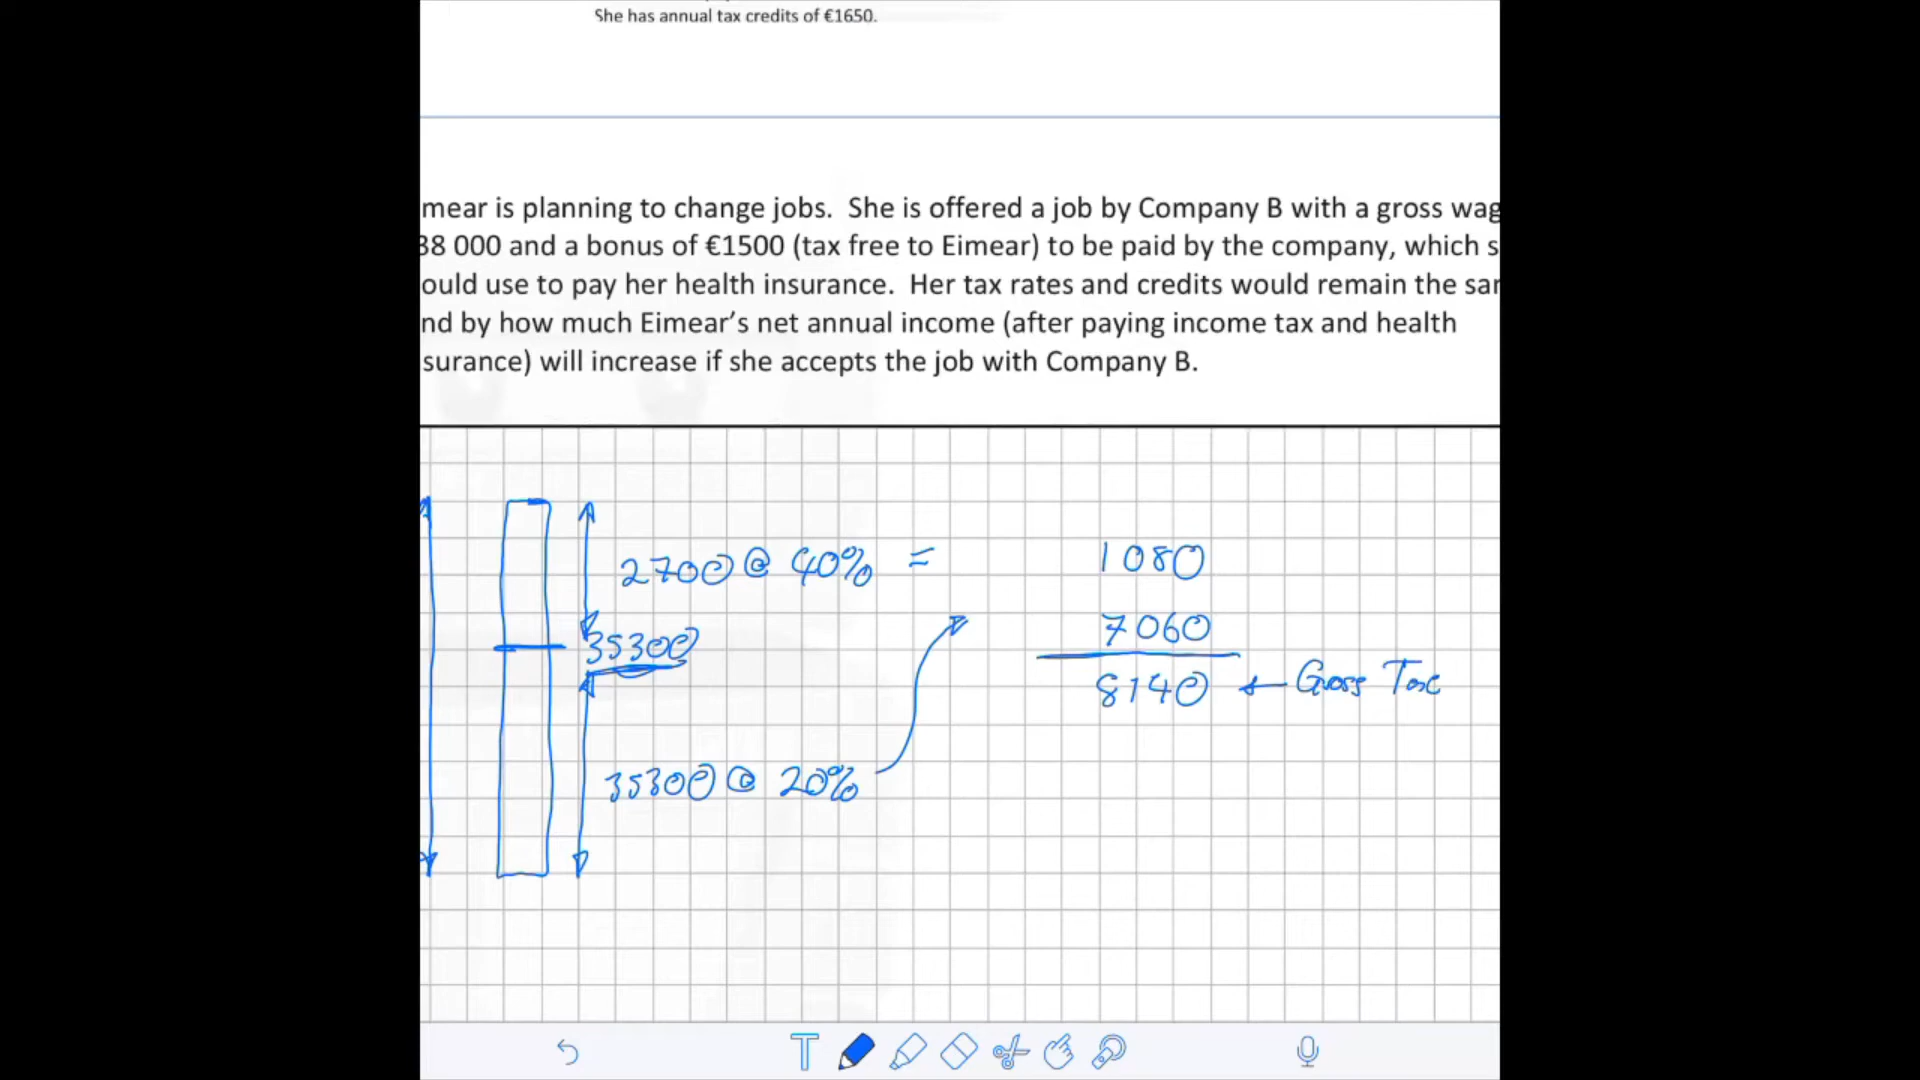 She has annual tax credits of €1650.
mear is planning to change jobs. She is offered a job by Company B with a gross wag
38 000 and a bonus of €1500 (tax free to Eimear) to be paid by the company, which s
ould use to pay her health insurance. Her tax rates and credits would remain the sam
nd by how much Eimear's net annual income (after paying income tax and health
surance) will increase if she accepts the job with Company B.
2700 @ 40% = 1080
35300 7060
8140 ← Gross Tax
35300 @ 20%
T